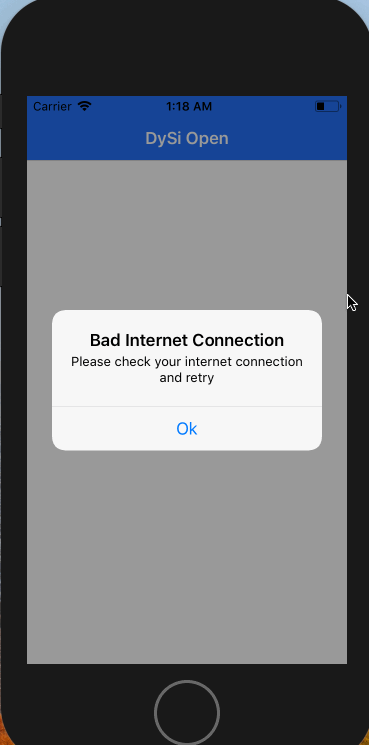 Carrier 1:18 AM
DySi Open
Bad Internet Connection
Please check your internet connection
and retry
Ok